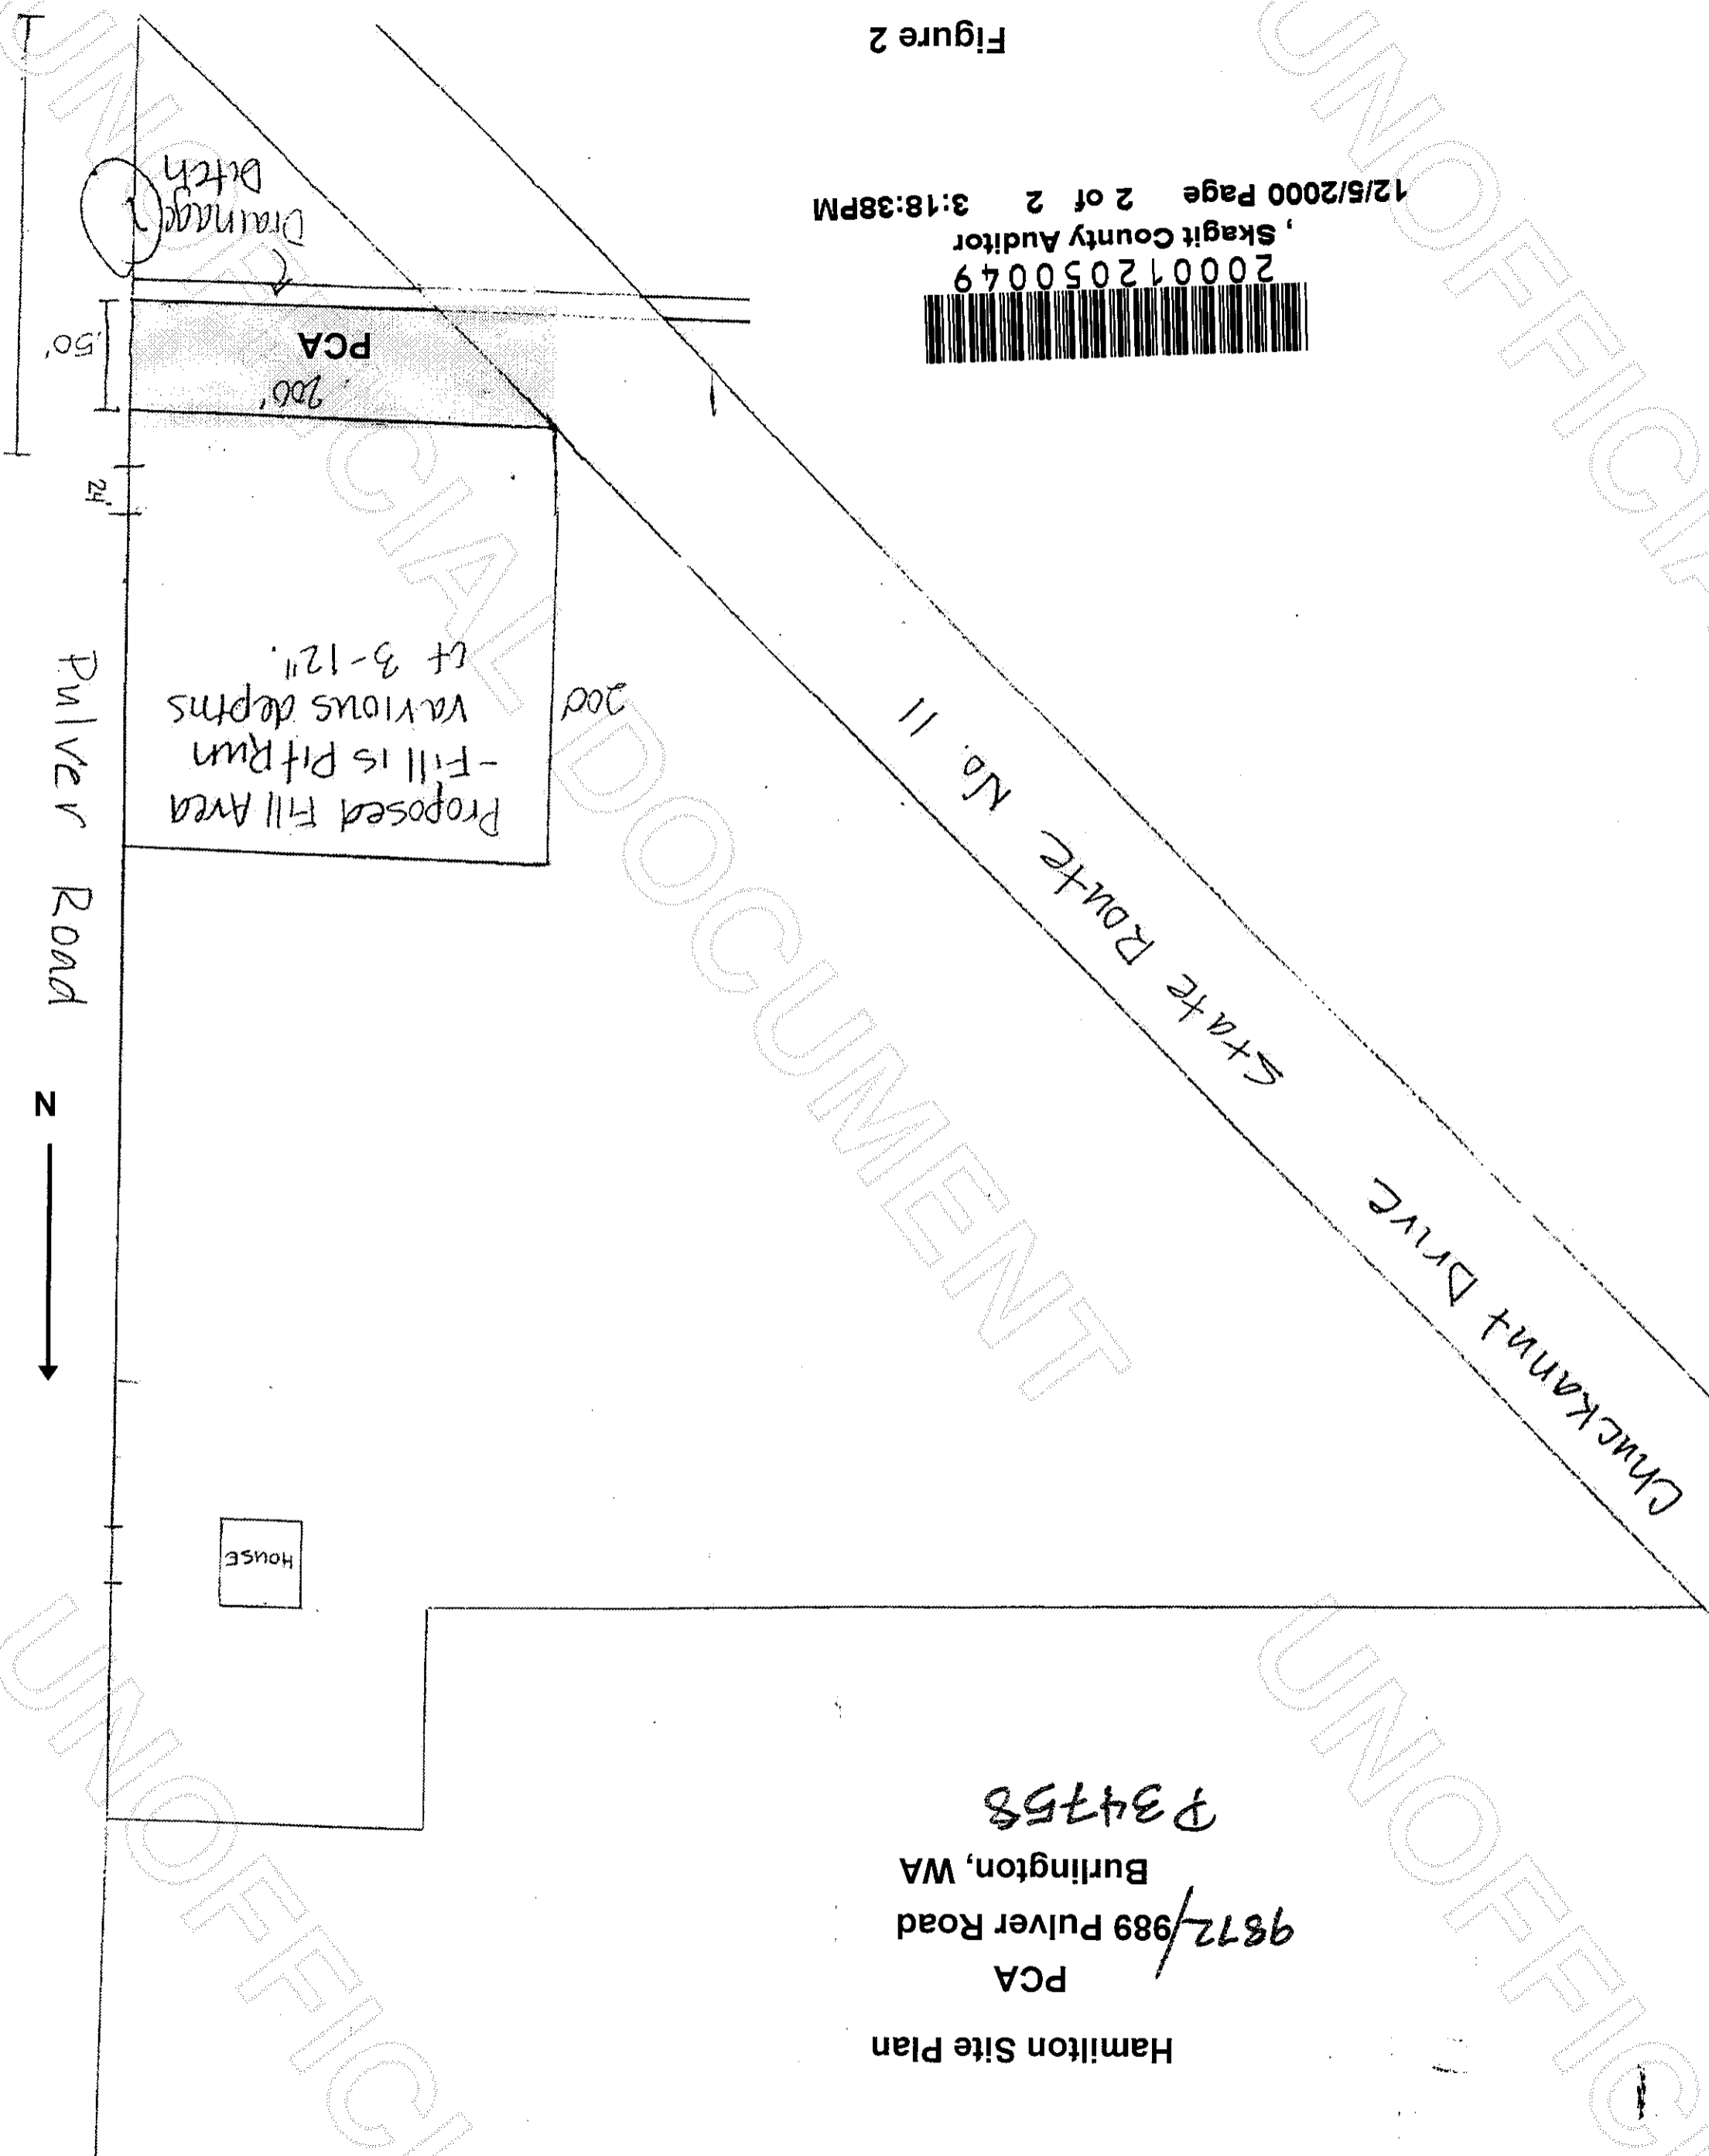 Hamilton Site Plan
PCA
9872/989 Pulver Road
Burlington, WA
P34758
HOUSE
N
Chuckanut Drive
State Route No. 11
Pulver Road
Proposed Fill Area
-Fill is Pit Run
various depths
of 3-12".
200'
24'
200'
PCA
50'
Drainage
Ditch
200012050049
, Skagit County Auditor
12/5/2000 Page 2 of 2 3:18:38PM
Figure 2
UNOFFICIAL DOCUMENT